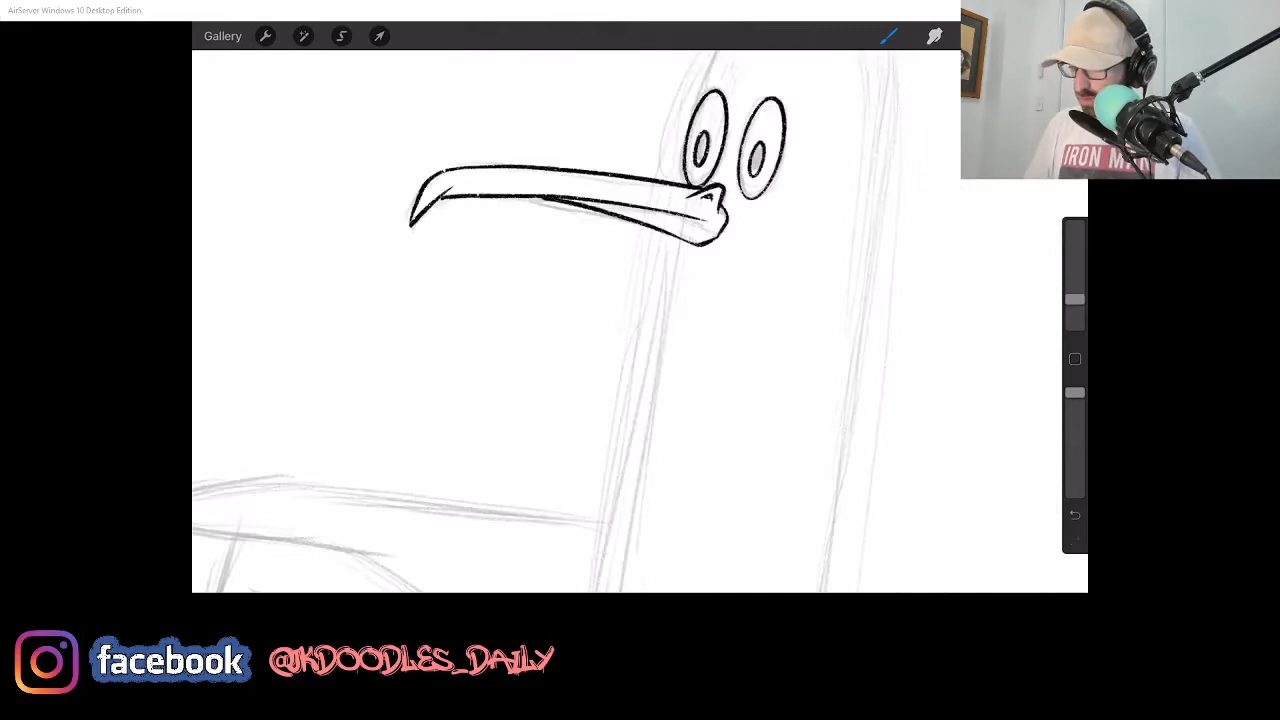 AirServer Windows 10 Desktop Edition
Gallery
IRON M
facebook @JKDOODLES_DAILY